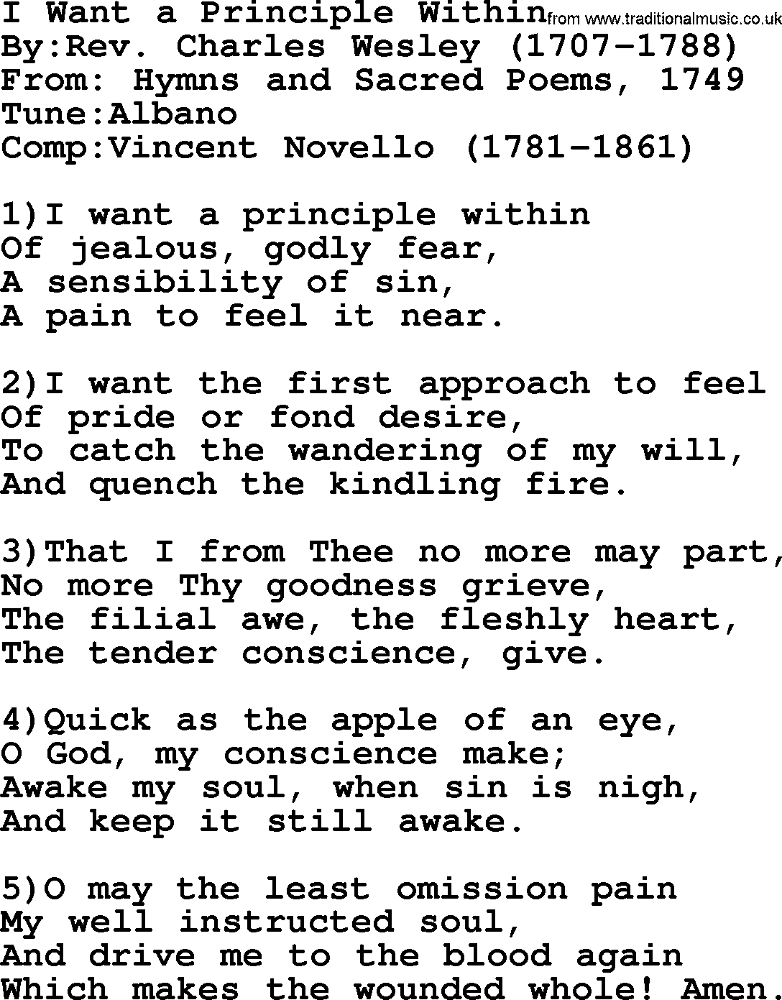 I Want a Principle Within from www.traditionalmusic.co.uk
By:Rev. Charles Wesley (1707-1788)
From: Hymns and Sacred Poems, 1749
Tune:Albano
Comp:Vincent Novello (1781-1861)

1)I want a principle within
Of jealous, godly fear,
A sensibility of sin,
A pain to feel it near.

2)I want the first approach to feel
Of pride or fond desire,
To catch the wandering of my will,
And quench the kindling fire.

3)That I from Thee no more may part,
No more Thy goodness grieve,
The filial awe, the fleshly heart,
The tender conscience, give.

4)Quick as the apple of an eye,
O God, my conscience make;
Awake my soul, when sin is nigh,
And keep it still awake.

5)O may the least omission pain
My well instructed soul,
And drive me to the blood again
Which makes the wounded whole! Amen.